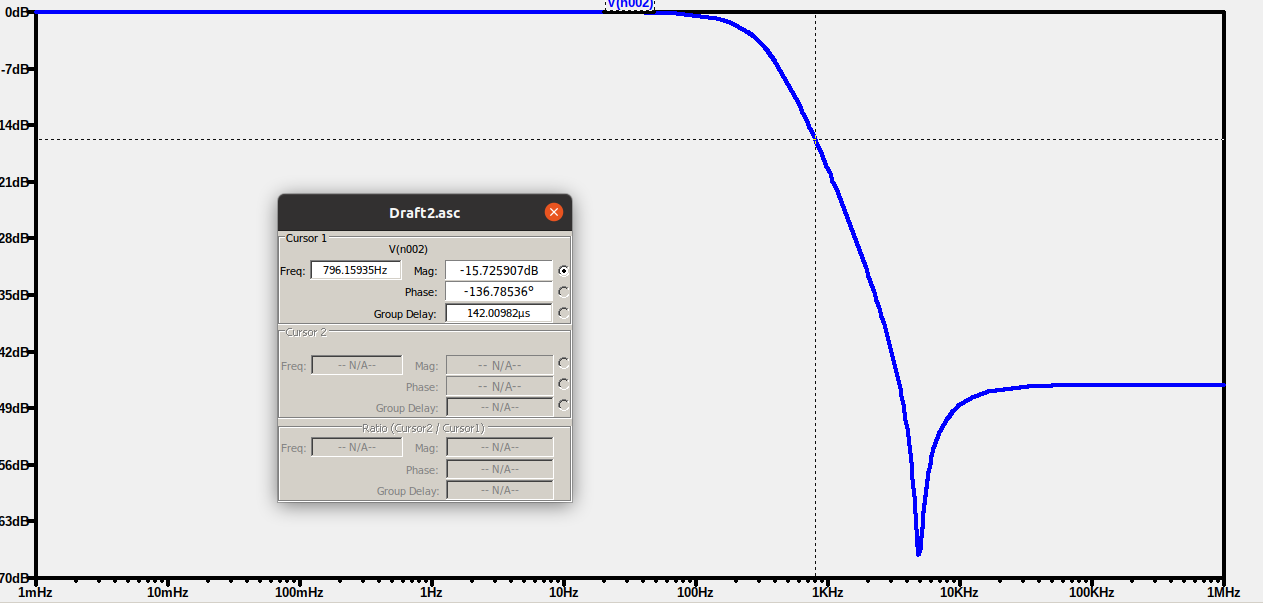 V(n002)
0dB
-7dB
14dB
21dB
28dB
35dB
42dB
49dB
56dB
63dB
70dB
Draft2.asc
Cursor 1
V(n002)
Freq: 796.15935Hz Mag: -15.725907dB
Phase: -136.78536°
Group Delay: 142.00982µs
Cursor 2
Freq: -- N/A-- Mag: -- N/A--
Phase: -- N/A--
Group Delay: -- N/A--
Ratio (Cursor2 / Cursor1)
Freq: -- N/A-- Mag: -- N/A--
Phase: -- N/A--
Group Delay: -- N/A--
1mHz 10mHz 100mHz 1Hz 10Hz 100Hz 1KHz 10KHz 100KHz 1MHz